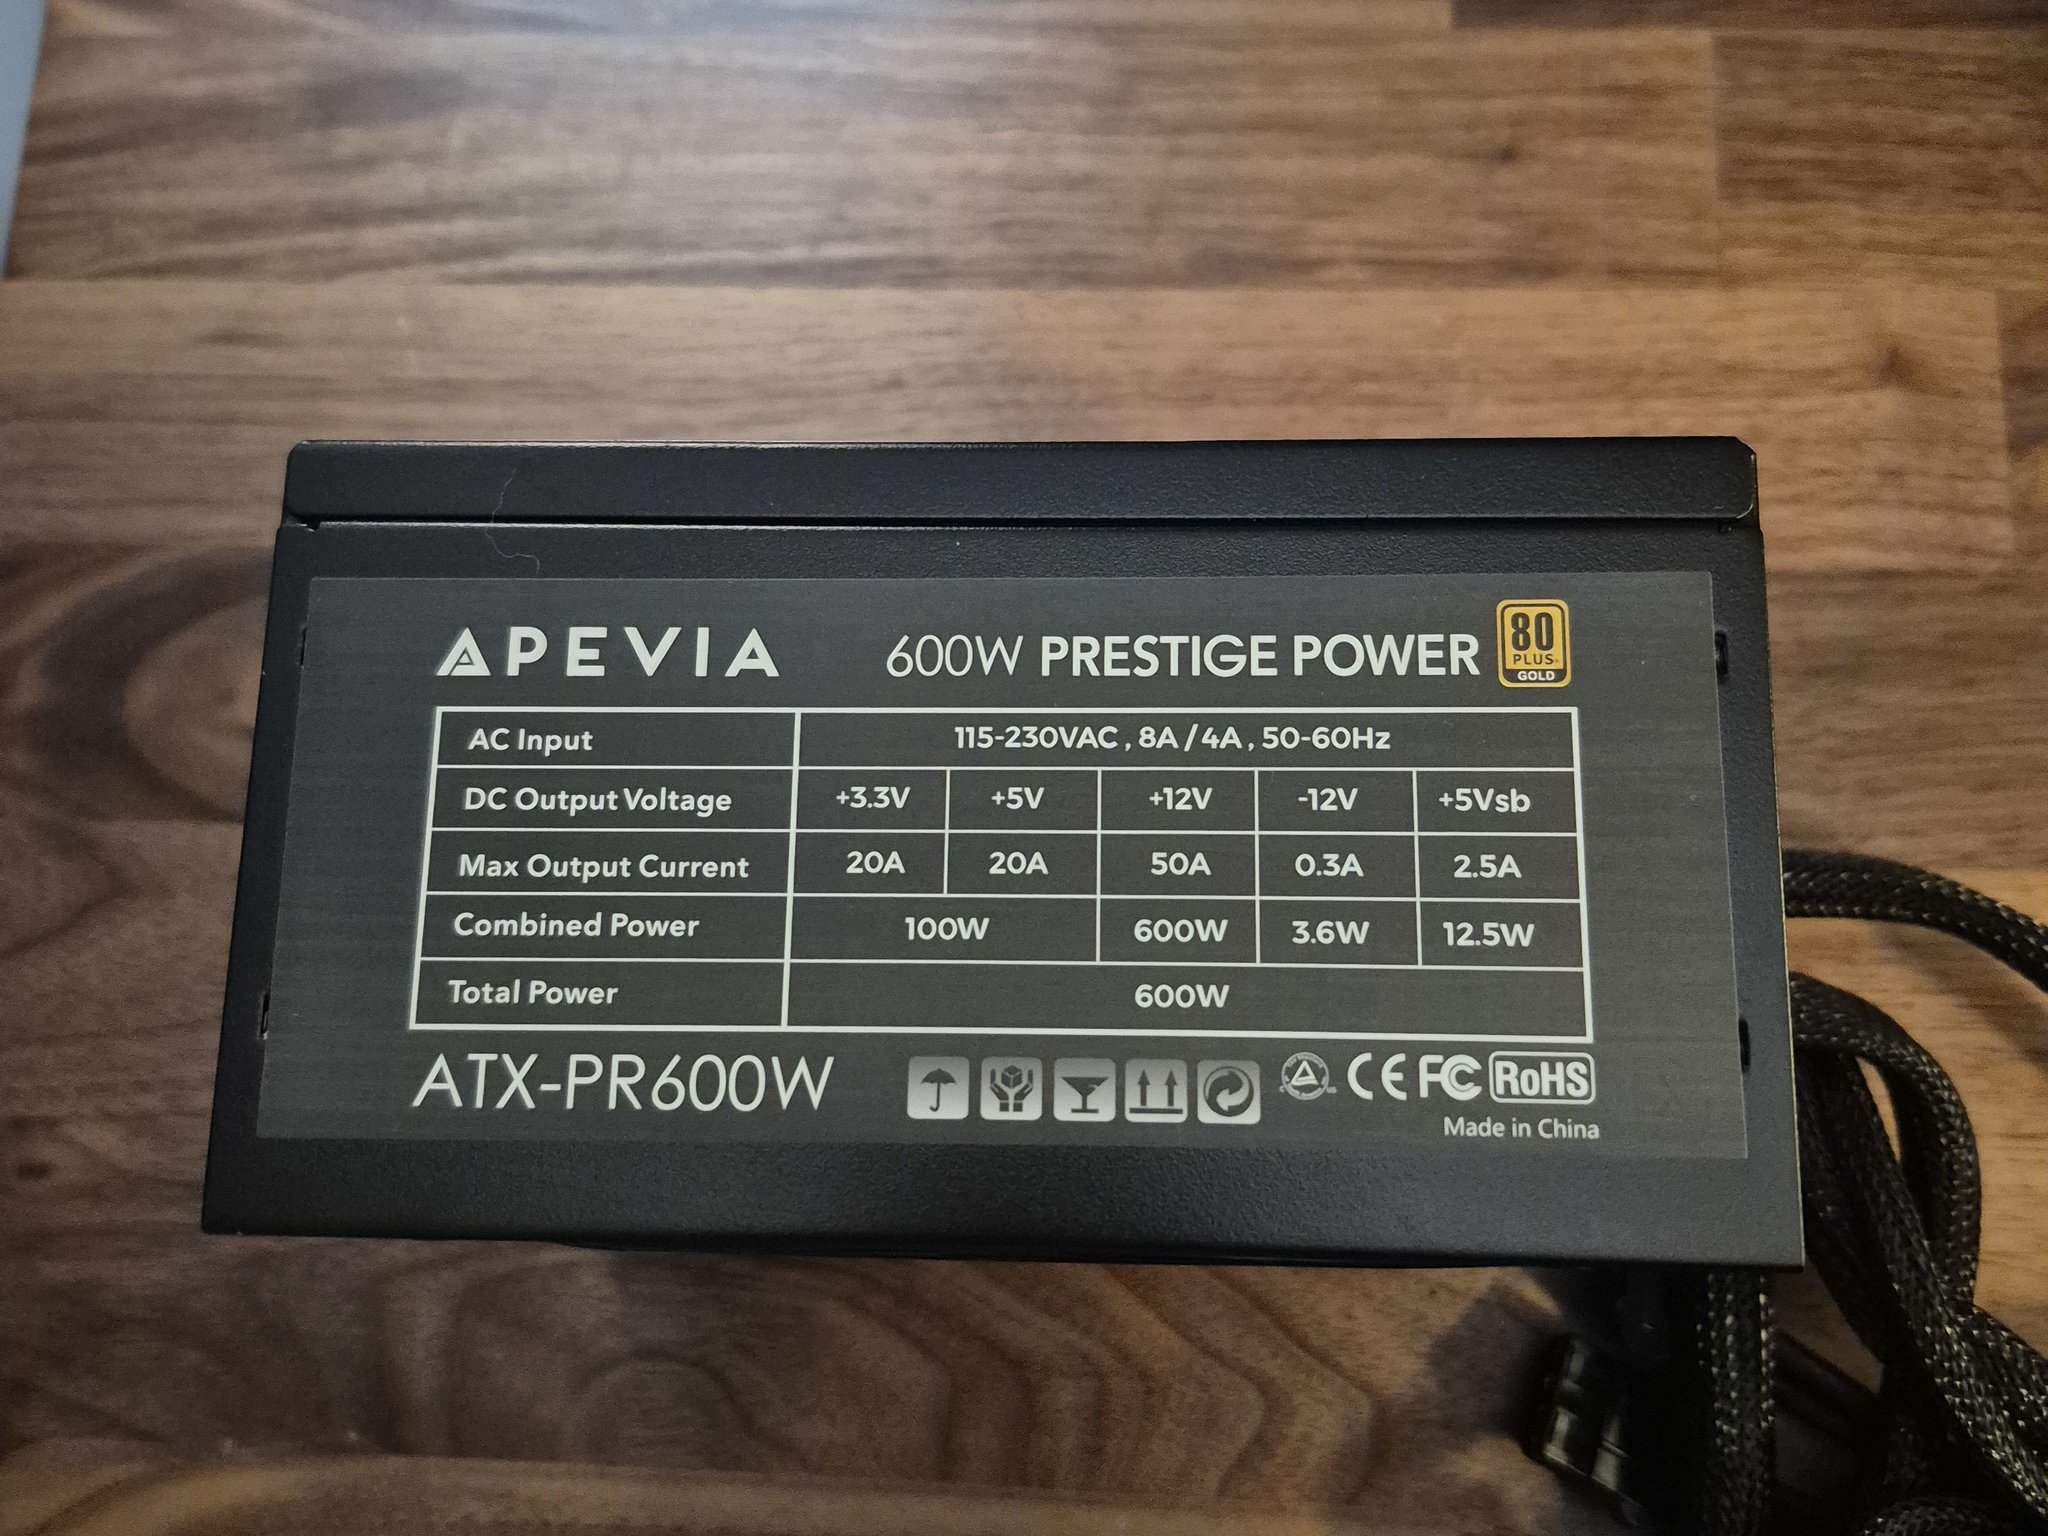 APEVIA 600W PRESTIGE POWER 80 PLUS GOLD
AC Input 115-230VAC , 8A / 4A , 50-60Hz
DC Output Voltage +3.3V +5V +12V -12V +5Vsb
Max Output Current 20A 20A 50A 0.3A 2.5A
Combined Power 100W 600W 3.6W 12.5W
Total Power 600W
ATX-PR600W CE FC RoHS
Made in China